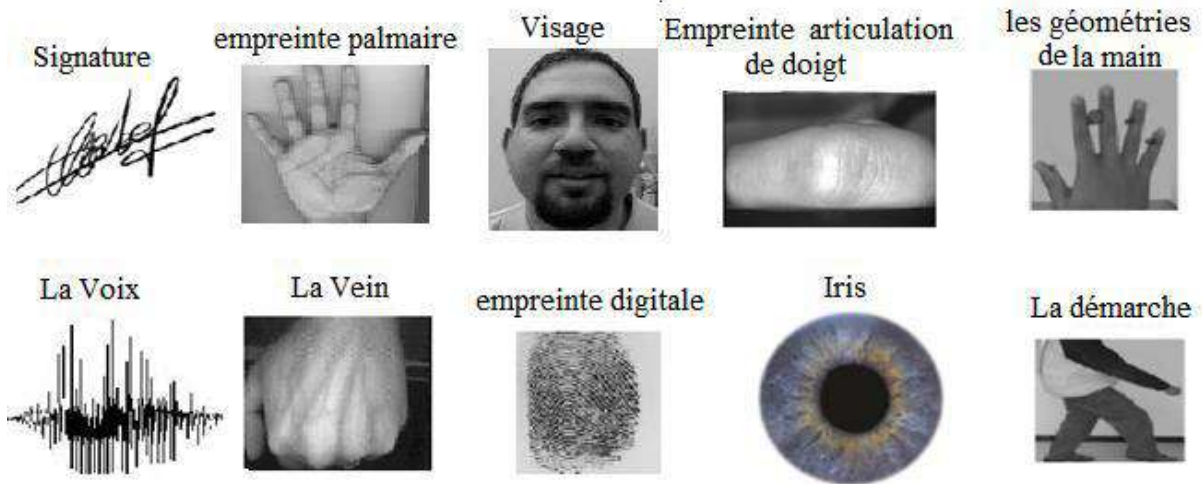 Signature
empreinte palmaire
Visage
Empreinte articulation
de doigt
les géométries
de la main
La Voix
La Vein
empreinte digitale
Iris
La démarche